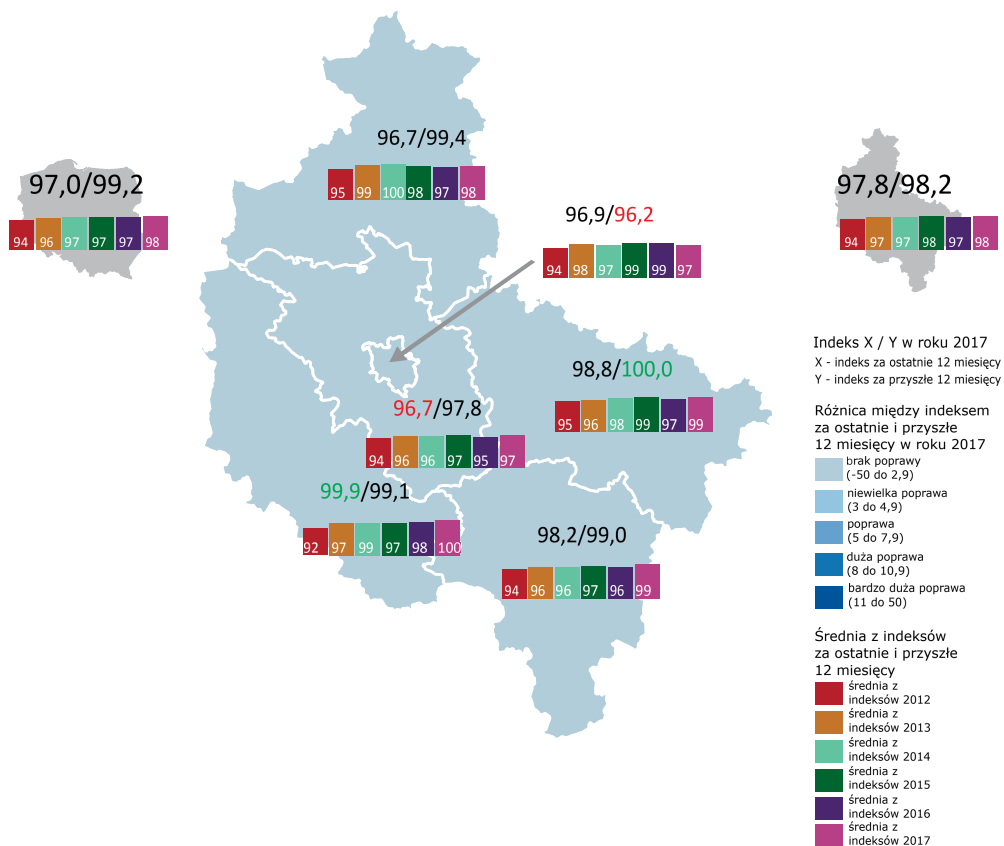 96,7/99,4
95 99 100 98 97 98
97,0/99,2
94 96 97 97 97 98
97,8/98,2
94 97 97 98 97 98
96,9/96,2
94 98 97 99 99 97
98,8/100,0
95 96 98 99 97 99
96,7/97,8
94 96 96 97 95 97
99,9/99,1
92 97 99 97 98 100
98,2/99,0
94 96 96 97 96 99
Indeks X / Y w roku 2017
X - indeks za ostatnie 12 miesięcy
Y - indeks za przyszłe 12 miesięcy
Różnica między indeksem
za ostatnie i przyszłe
12 miesięcy w roku 2017
brak poprawy
(-50 do 2,9)
niewielka poprawa
(3 do 4,9)
poprawa
(5 do 7,9)
duża poprawa
(8 do 10,9)
bardzo duża poprawa
(11 do 50)
Średnia z indeksów
za ostatnie i przyszłe
12 miesięcy
średnia z
indeksów 2012
średnia z
indeksów 2013
średnia z
indeksów 2014
średnia z
indeksów 2015
średnia z
indeksów 2016
średnia z
indeksów 2017